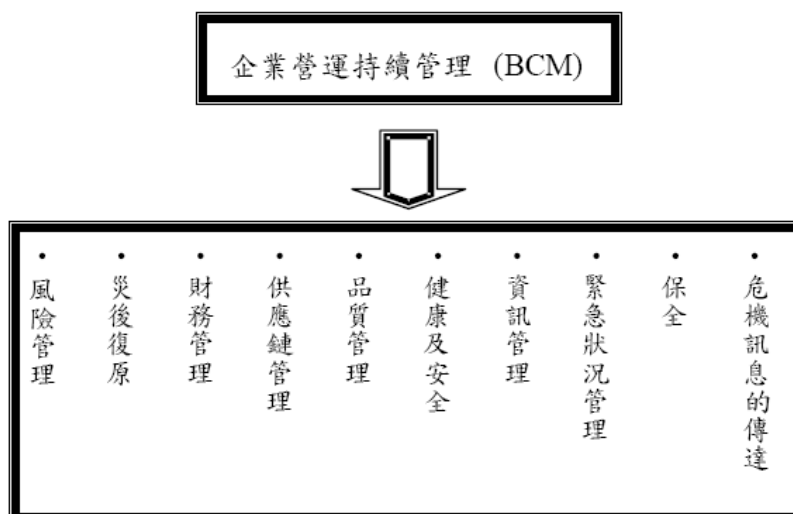 企業營運持續管理 (BCM)
• 風險管理
• 災後復原
• 財務管理
• 供應鏈管理
• 品質管理
• 健康及安全
• 資訊管理
• 緊急狀況管理
• 保全
• 危機訊息的傳達